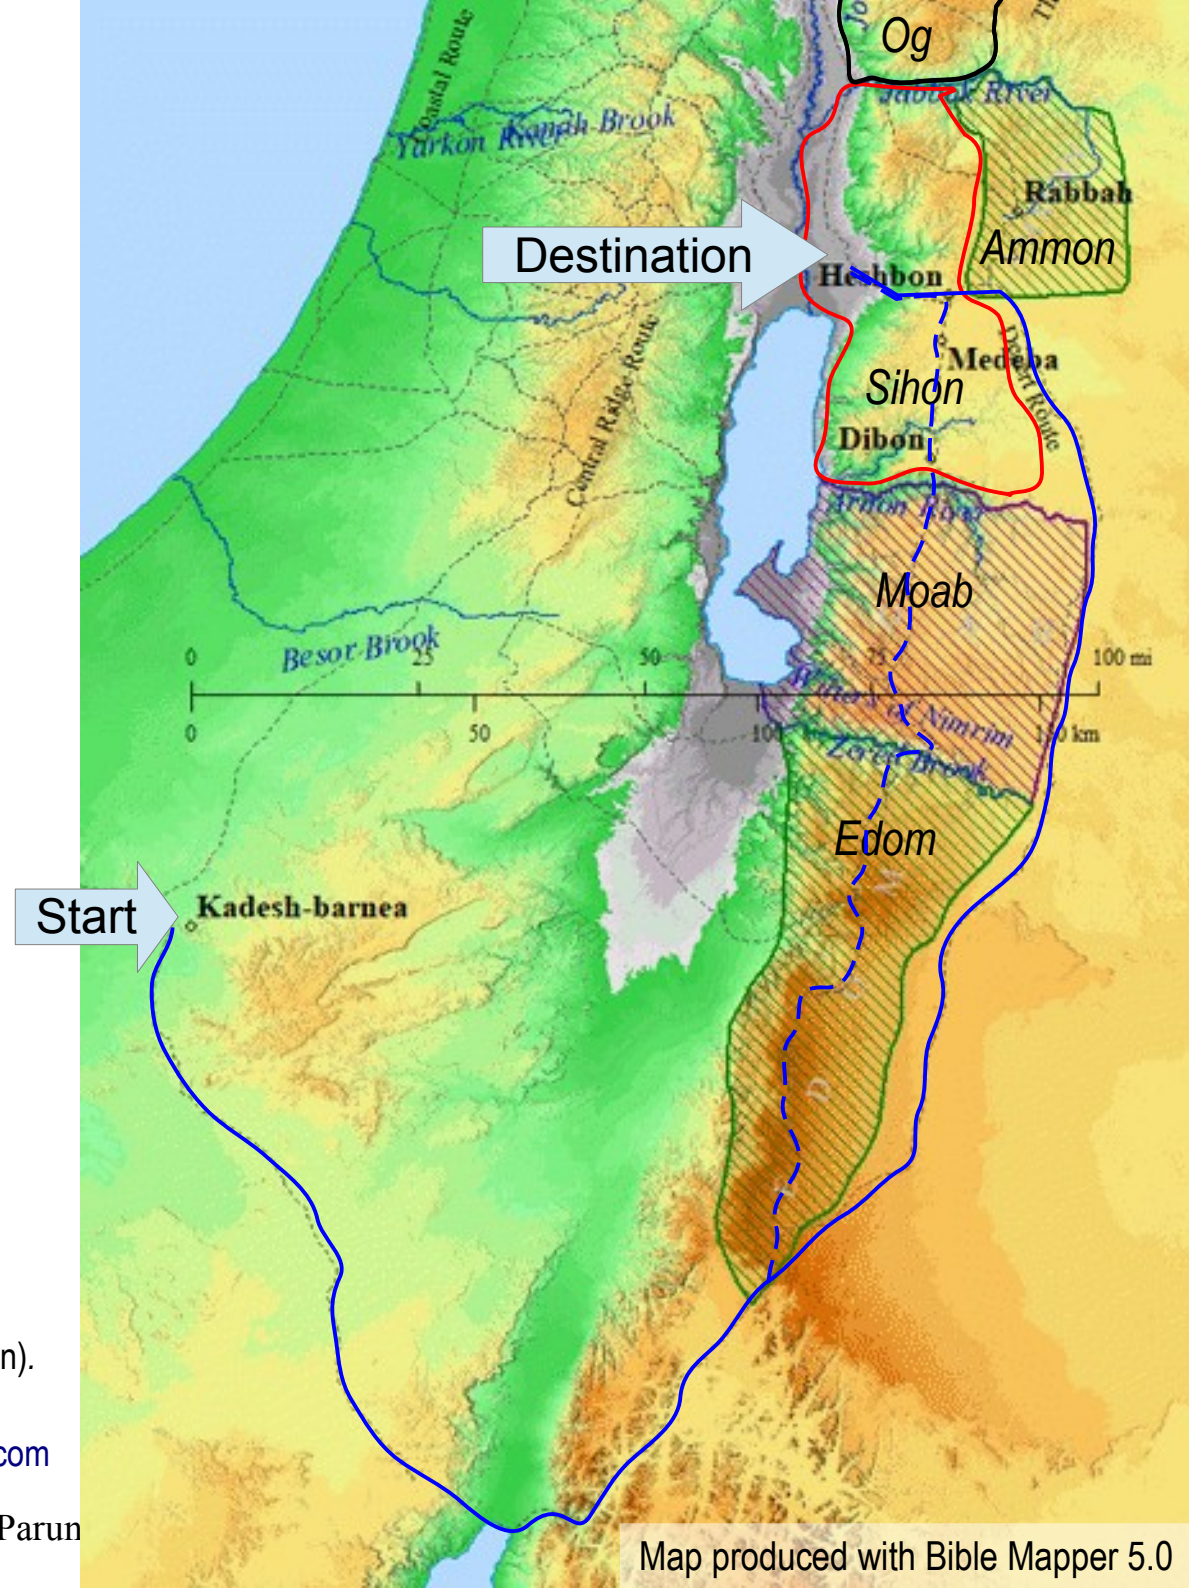 Og
Jabbok River
Coastal Route
Yarkon River
Kanah Brook
Rabbah
Ammon
Destination
Heshbon
Medeba
Desert Route
Sihon
Central Ridge Route
Dibon
Arnon River
Moab
Besor Brook
0 25 50 75 100 mi
Waters of Nimrim
0 50 100 150 km
Zered Brook
Edom
Start
Kadesh-barnea
E D O M
n).
com
Parun
Map produced with Bible Mapper 5.0